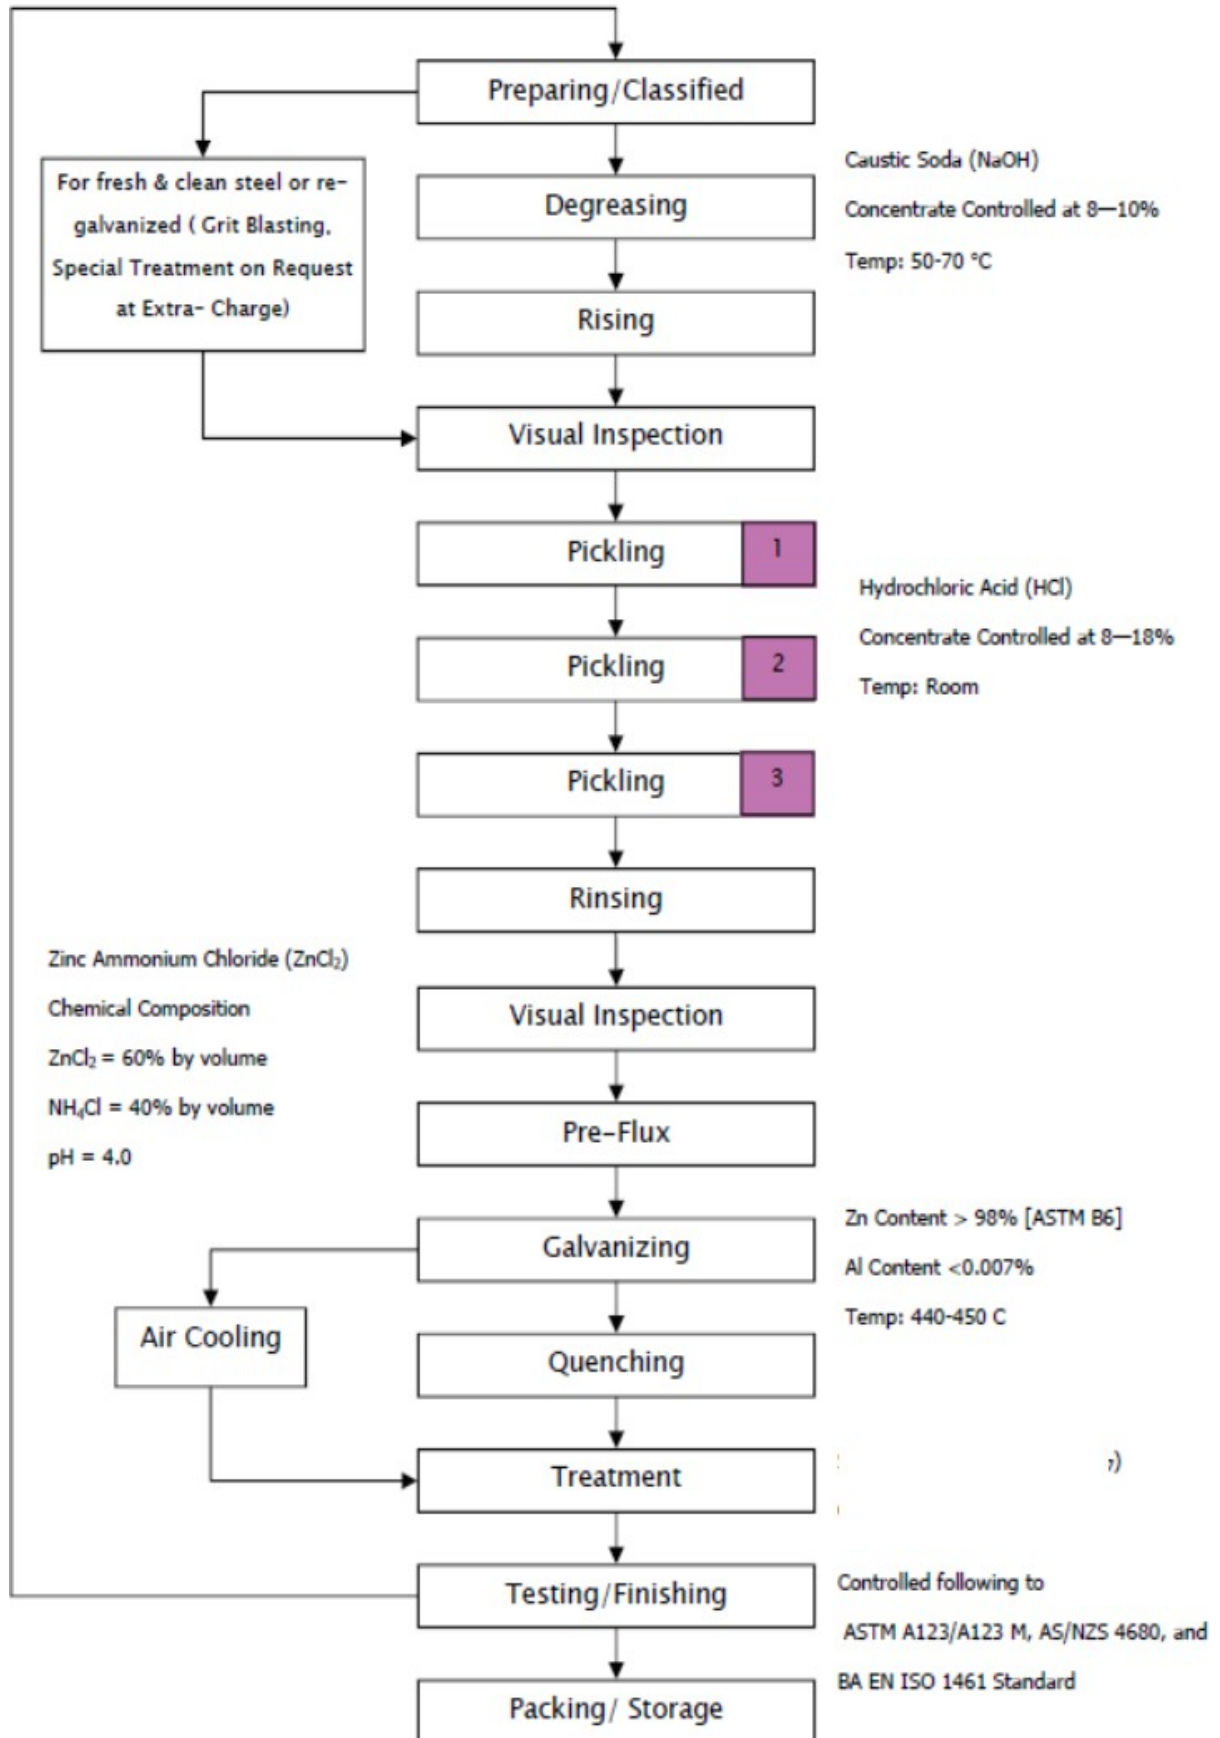 Preparing/Classified
For fresh & clean steel or re-
galvanized ( Grit Blasting,
Special Treatment on Request
at Extra- Charge)
Degreasing
Caustic Soda (NaOH)
Concentrate Controlled at 8—10%
Temp: 50-70 °C
Rising
Visual Inspection
Pickling 1
Pickling 2
Pickling 3
Hydrochloric Acid (HCl)
Concentrate Controlled at 8—18%
Temp: Room
Rinsing
Visual Inspection
Zinc Ammonium Chloride (ZnCl₂)
Chemical Composition
ZnCl₂ = 60% by volume
NH₄Cl = 40% by volume
pH = 4.0
Pre-Flux
Galvanizing
Zn Content > 98% [ASTM B6]
Al Content <0.007%
Temp: 440-450 C
Air Cooling
Quenching
Treatment
Testing/Finishing
Controlled following to
ASTM A123/A123 M, AS/NZS 4680, and
BA EN ISO 1461 Standard
Packing/ Storage